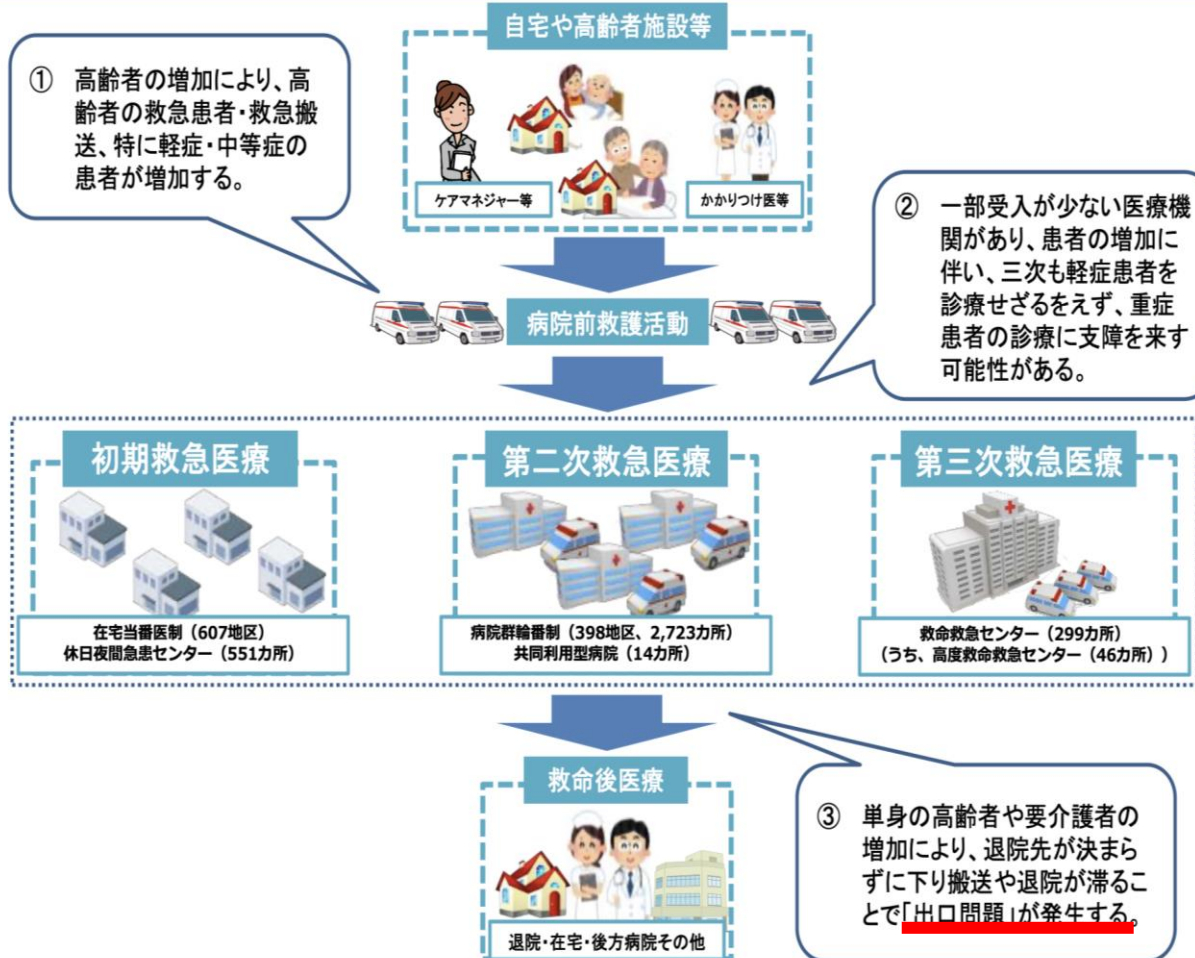 自宅や高齢者施設等
① 高齢者の増加により、高
齢者の救急患者・救急搬
送、特に軽症・中等症の
患者が増加する。
ケアマネジャー等
かかりつけ医等
② 一部受入が少ない医療機
関があり、患者の増加に
伴い、三次も軽症患者を
診療せざるをえず、重症
患者の診療に支障を来す
可能性がある。
病院前救護活動
初期救急医療
在宅当番医制（607地区）
休日夜間急患センター（551カ所）
第二次救急医療
病院群輪番制（398地区、2,723カ所）
共同利用型病院（14カ所）
第三次救急医療
救命救急センター（299カ所）
（うち、高度救命救急センター（46カ所））
救命後医療
退院・在宅・後方病院その他
③ 単身の高齢者や要介護者の
増加により、退院先が決まら
ずに下り搬送や退院が滞るこ
とで「出口問題」が発生する。